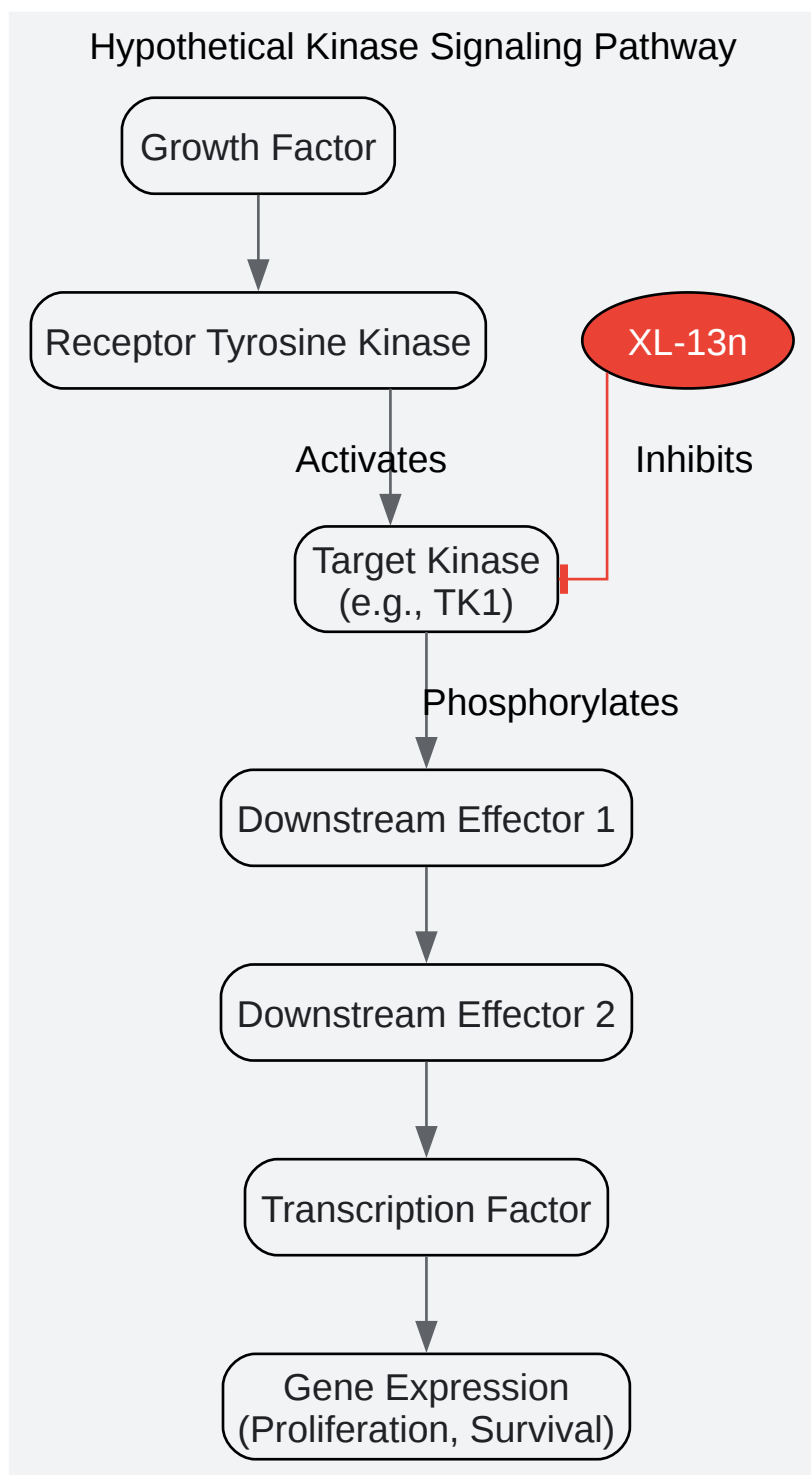 Hypothetical Kinase Signaling Pathway
Growth Factor
Receptor Tyrosine Kinase
XL-13n
Activates
Inhibits
Target Kinase
(e.g., TK1)
Phosphorylates
Downstream Effector 1
Downstream Effector 2
Transcription Factor
Gene Expression
(Proliferation, Survival)